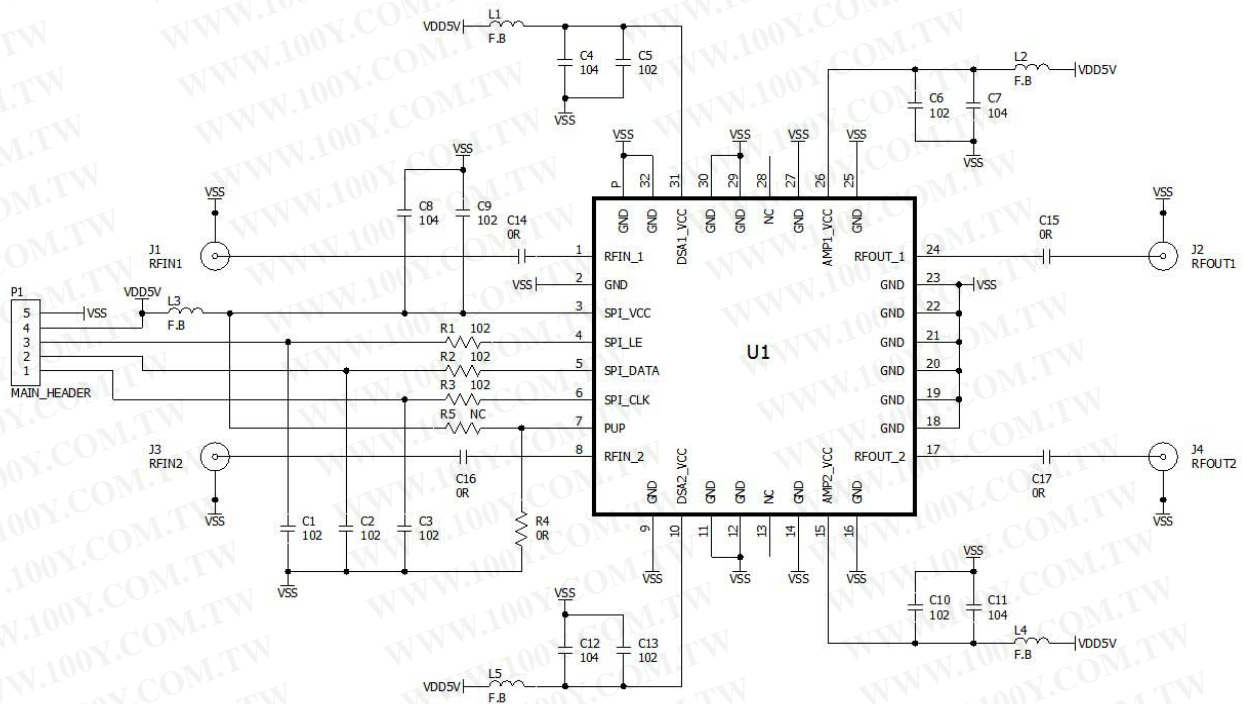 VDD5V
L1
F.B
C4
104
C5
102
VSS
L2
F.B
VDD5V
C6
102
C7
104
VSS
VSS
VSS
VSS
VSS
P
32
31
30
29
28
27
26
25
GND
GND
DSA1_VCC
GND
GND
NC
GND
AMP1_VCC
GND
VSS
C8
104
C9
102
VSS
J1
RFIN1
C14
0R
1
RFIN_1
VSS
2
GND
3
SPI_VCC
4
SPI_LE
5
SPI_DATA
6
SPI_CLK
7
PUP
8
RFIN_2
U1
RFOUT_1
24
GND
23
VSS
GND
22
GND
21
GND
20
GND
19
GND
18
RFOUT_2
17
C15
0R
VSS
J2
RFOUT1
P1
5
4
3
2
1
MAIN_HEADER
VSS
VDD5V
L3
F.B
R1 102
R2 102
R3 102
R5 NC
J3
RFIN2
VSS
C16
0R
C17
0R
J4
RFOUT2
VSS
C1
102
C2
102
C3
102
R4
0R
VSS
GND
DSA2_VCC
GND
GND
NC
GND
AMP2_VCC
GND
9
10
11
12
13
14
15
16
VSS
VSS
VSS
VSS
VSS
C12
104
C13
102
VDD5V
L5
F.B
VSS
C10
102
C11
104
L4
F.B
VDD5V
WWW.100Y.COM.TW